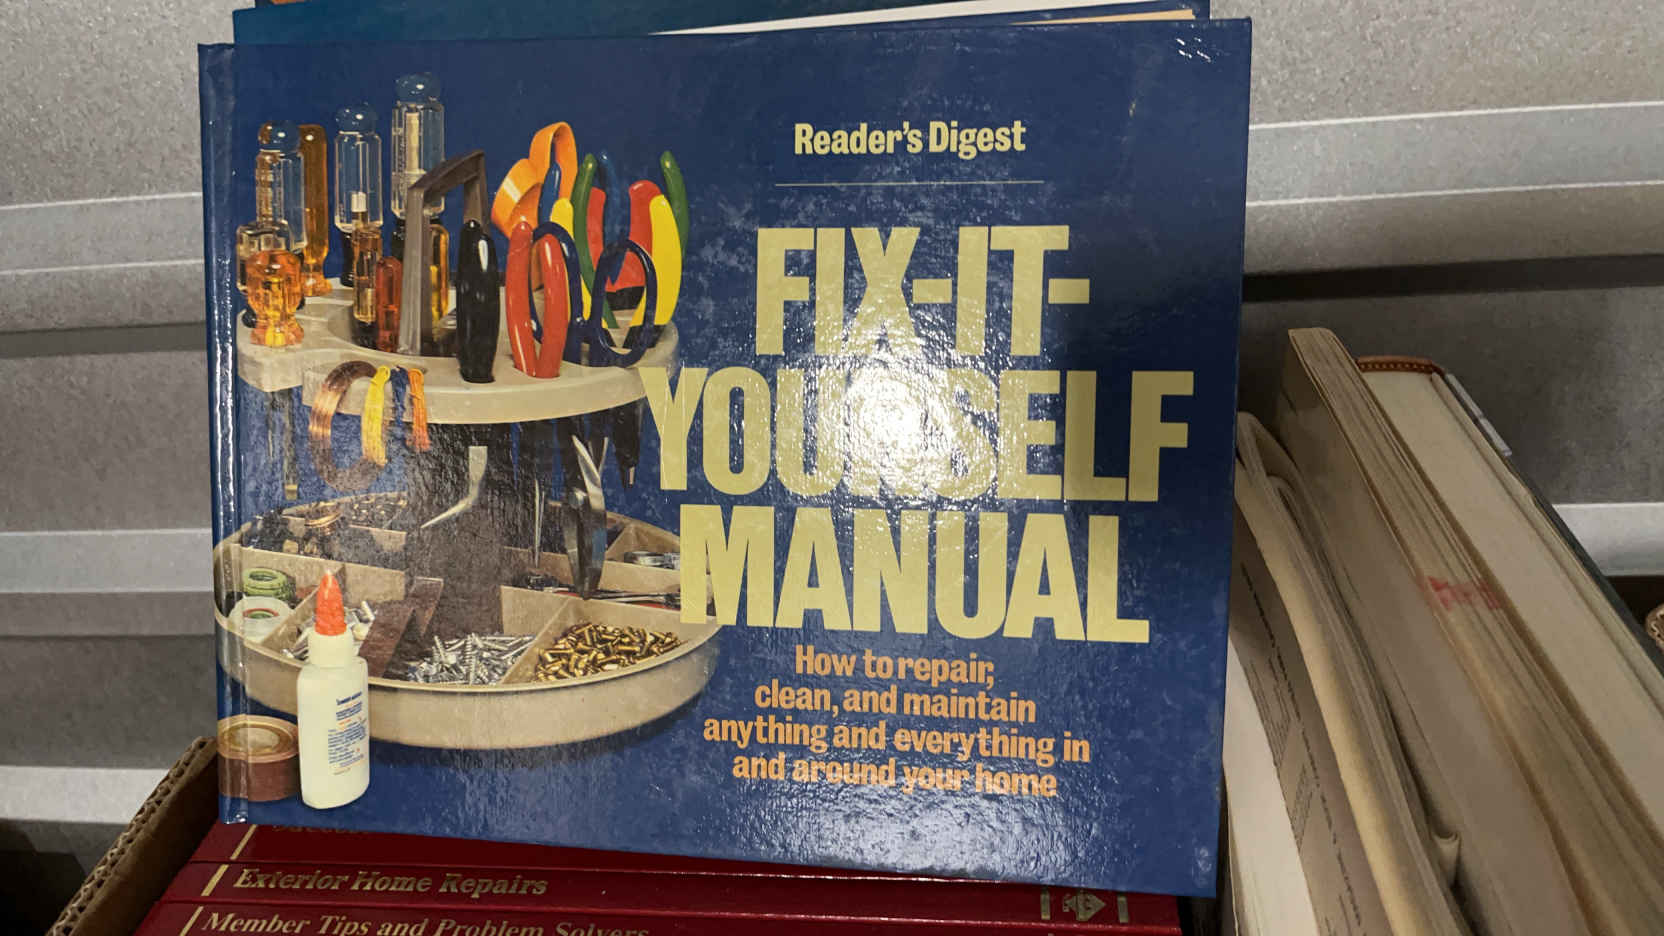 Reader's Digest
FIX-IT-
YOURSELF
MANUAL
How to repair,
clean, and maintain
anything and everything in
and around your home
Exterior Home Repairs
Member Tips and Problem Solvers